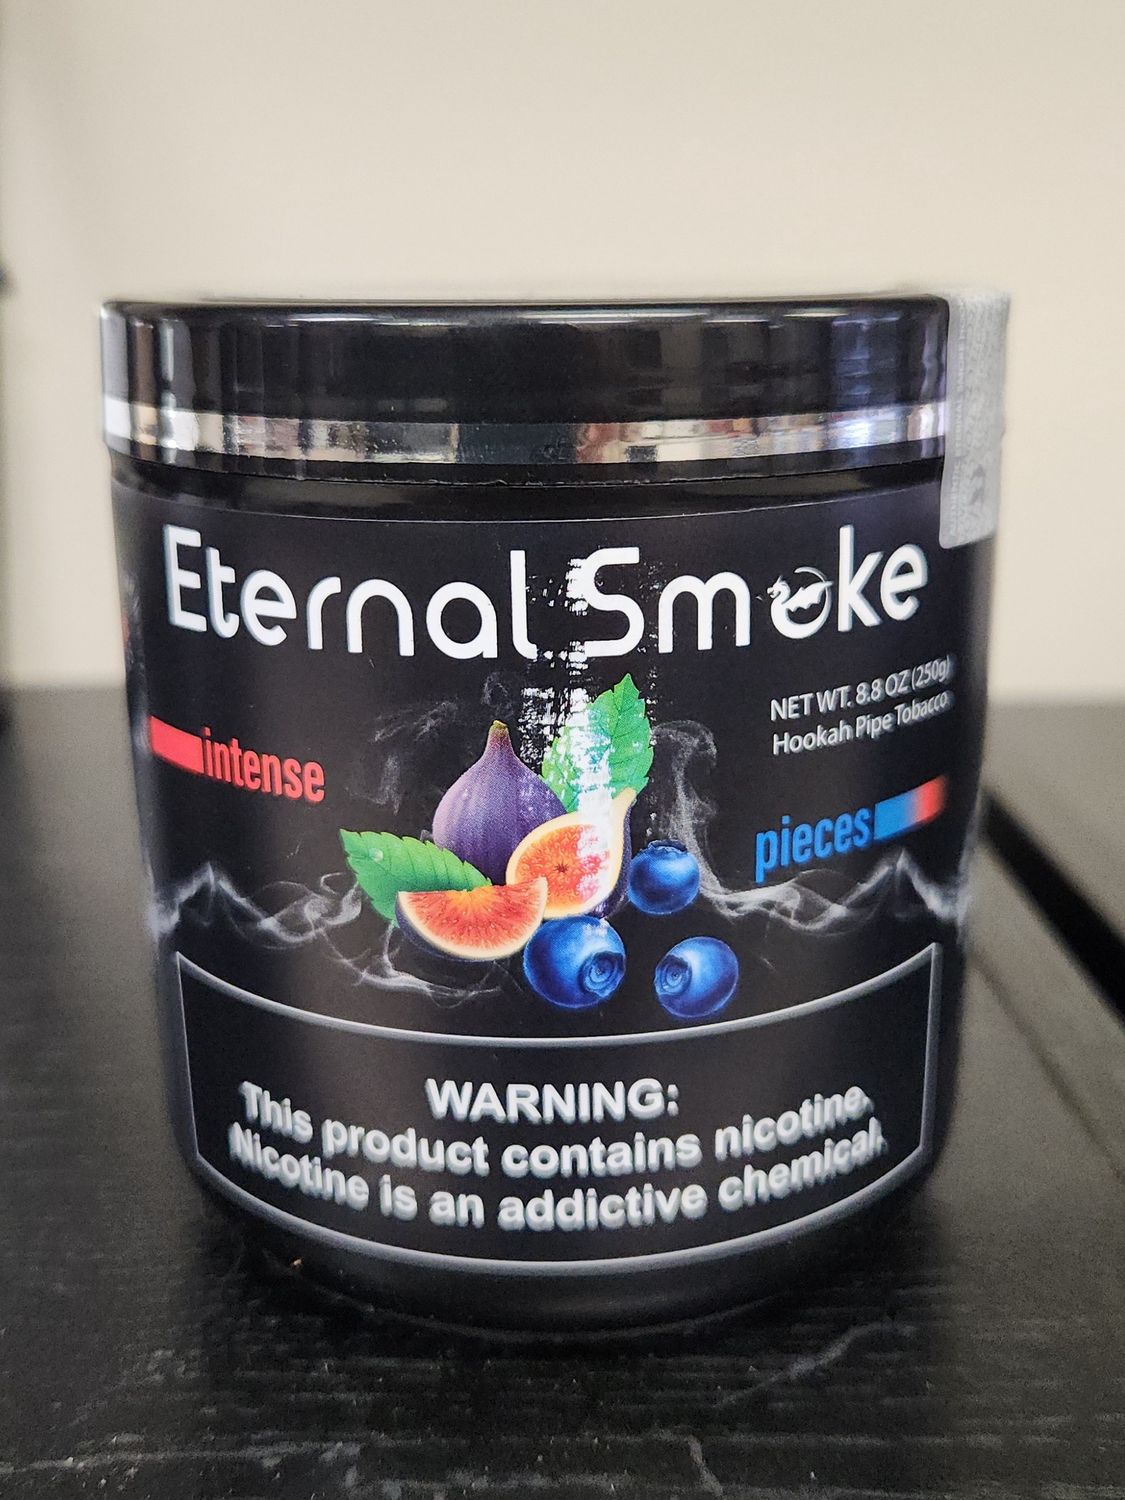 Eternal Smoke
NET WT. 8.8 OZ (250g)
Hookah Pipe Tobacco
intense
pieces
WARNING:
This product contains nicotine.
Nicotine is an addictive chemical.